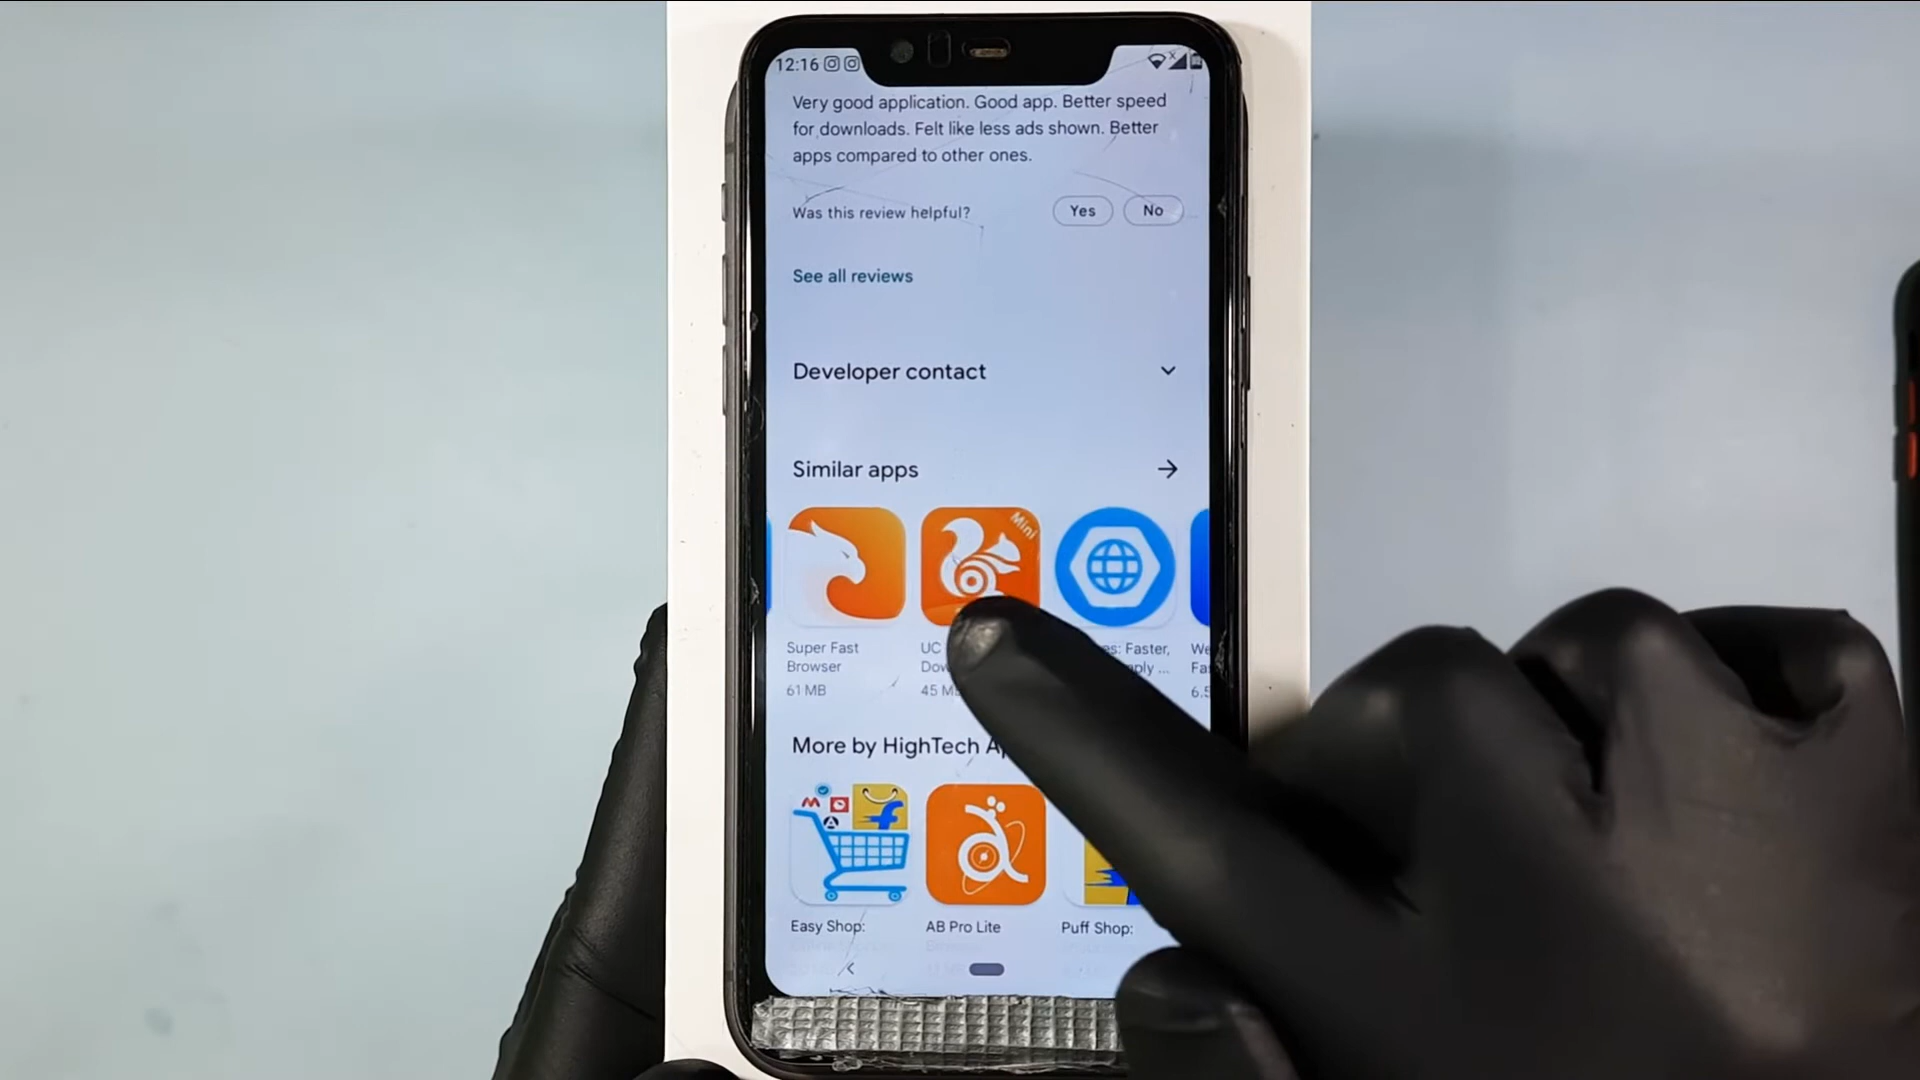 12:16
Very good application. Good app. Better speed
for downloads. Felt like less ads shown. Better
apps compared to other ones.
Was this review helpful?
Yes
No
See all reviews
Developer contact
Similar apps
Mini
Super Fast
Browser
61 MB
UC
45
Faster,
More by HighTech
Easy Shop:
AB Pro Lite
Puff Shop: